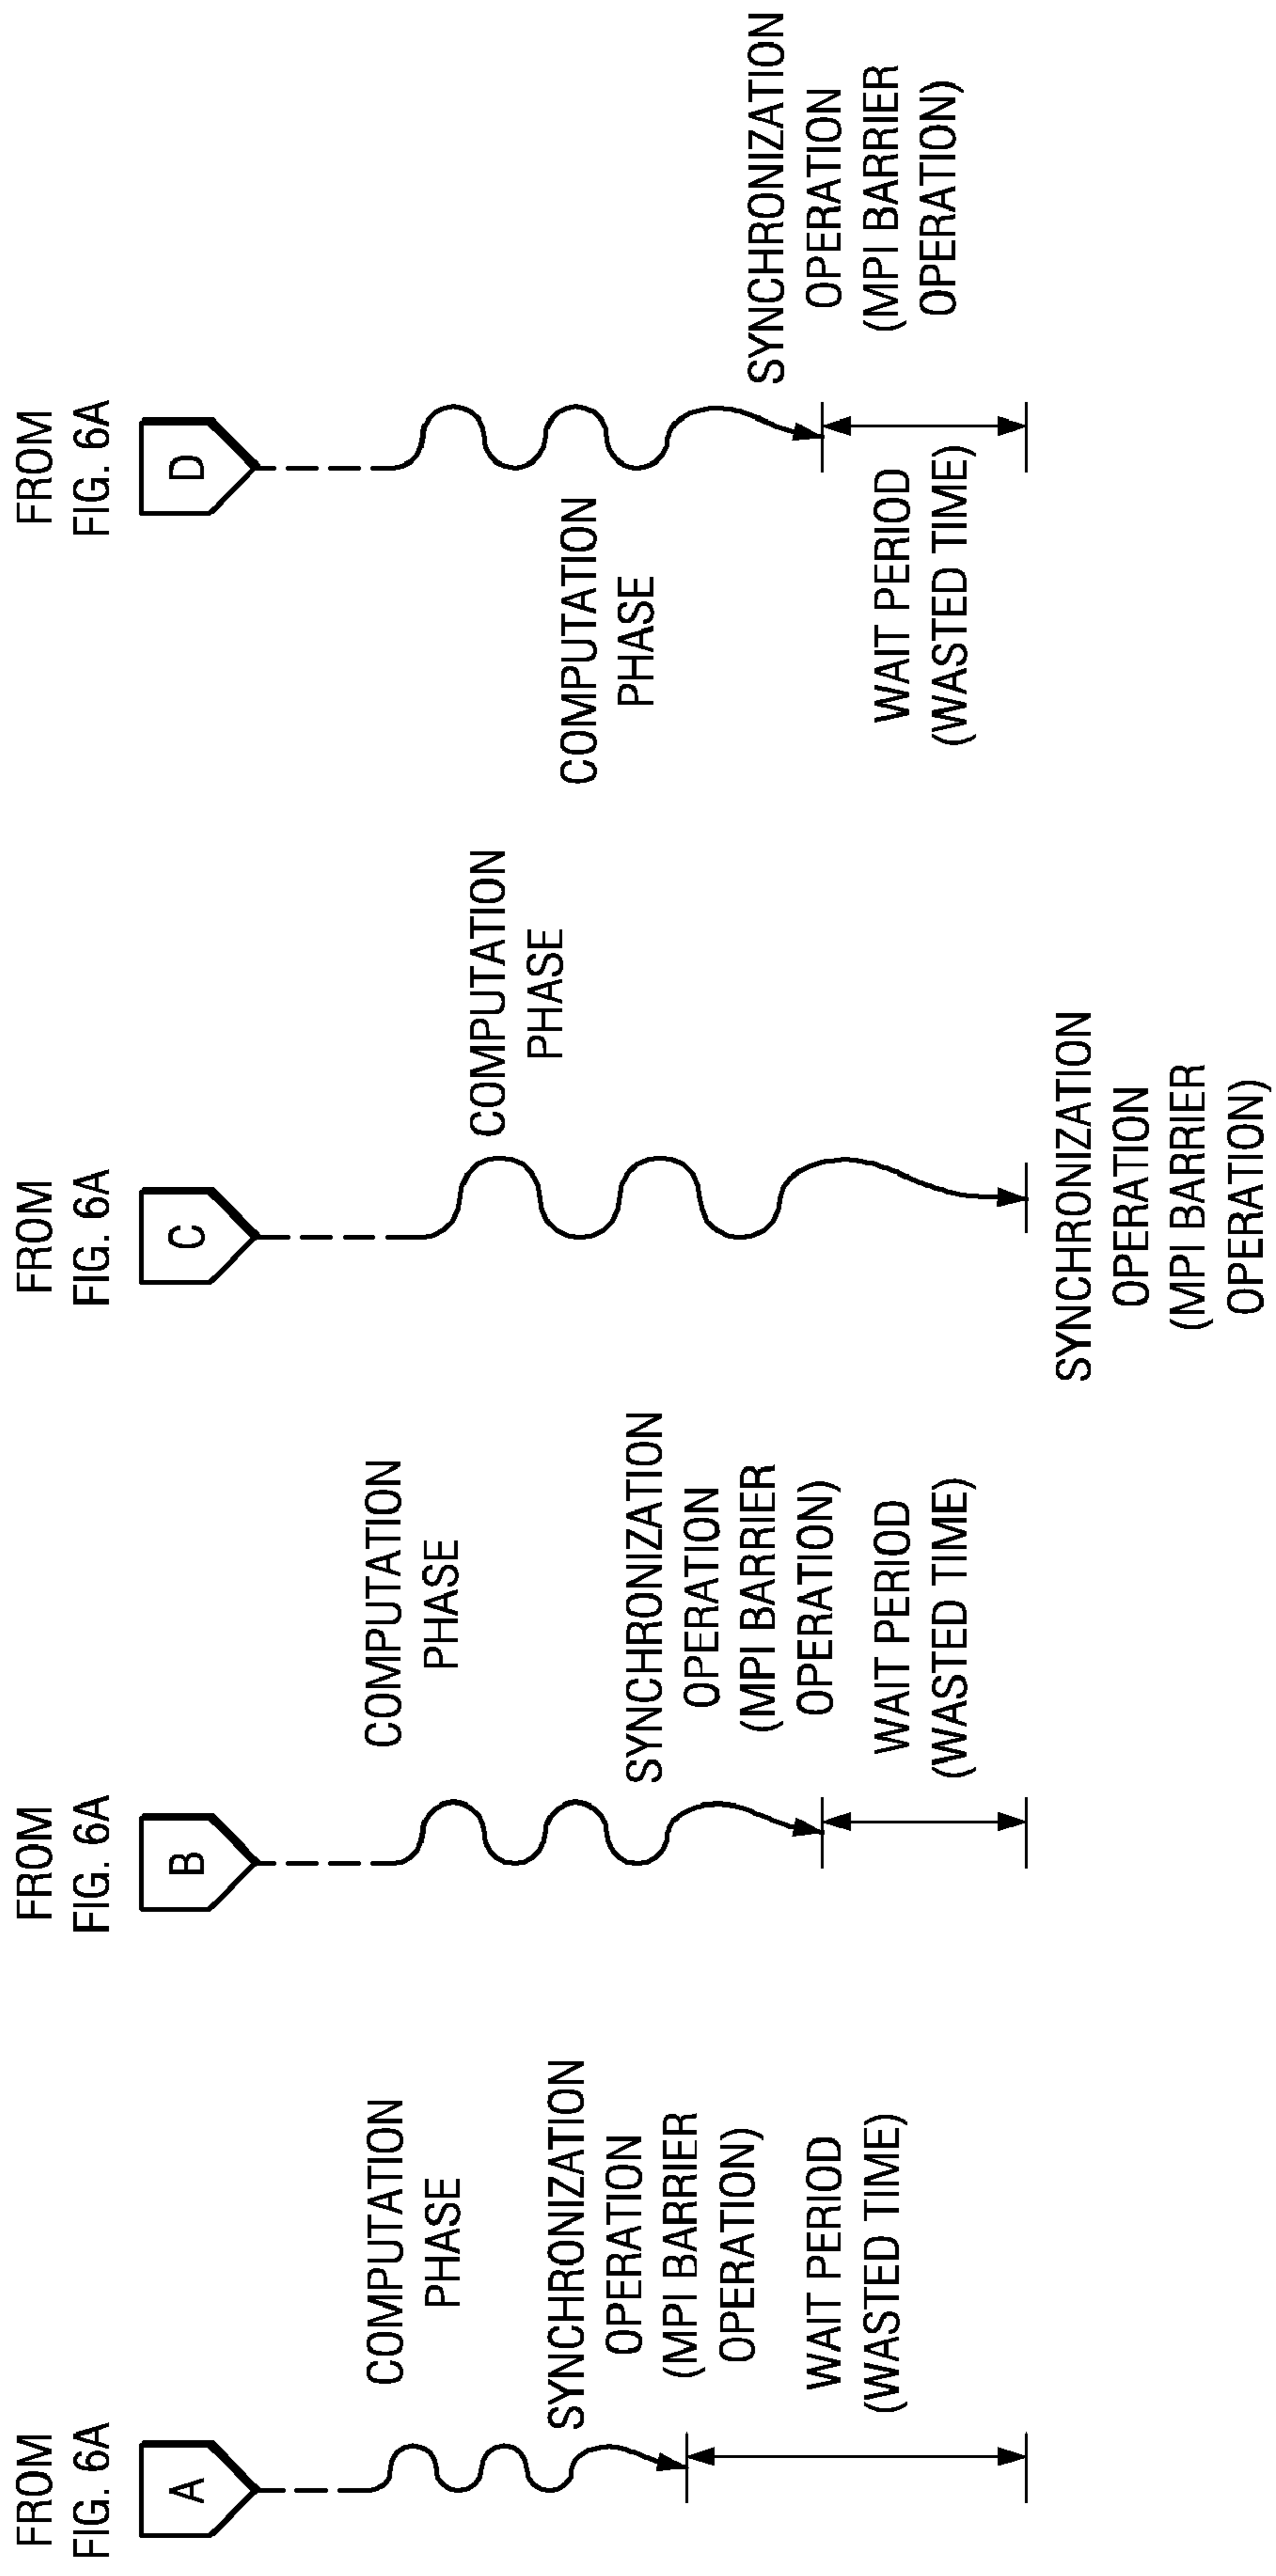 FROM
FIG. 6A
A
COMPUTATION
PHASE
SYNCHRONIZATION
OPERATION
(MPI BARRIER
OPERATION)
WAIT PERIOD
(WASTED TIME)
FROM
FIG. 6A
B
COMPUTATION
PHASE
SYNCHRONIZATION
OPERATION
(MPI BARRIER
OPERATION)
WAIT PERIOD
(WASTED TIME)
FROM
FIG. 6A
C
COMPUTATION
PHASE
SYNCHRONIZATION
OPERATION
(MPI BARRIER
OPERATION)
FROM
FIG. 6A
D
COMPUTATION
PHASE
SYNCHRONIZATION
OPERATION
(MPI BARRIER
OPERATION)
WAIT PERIOD
(WASTED TIME)